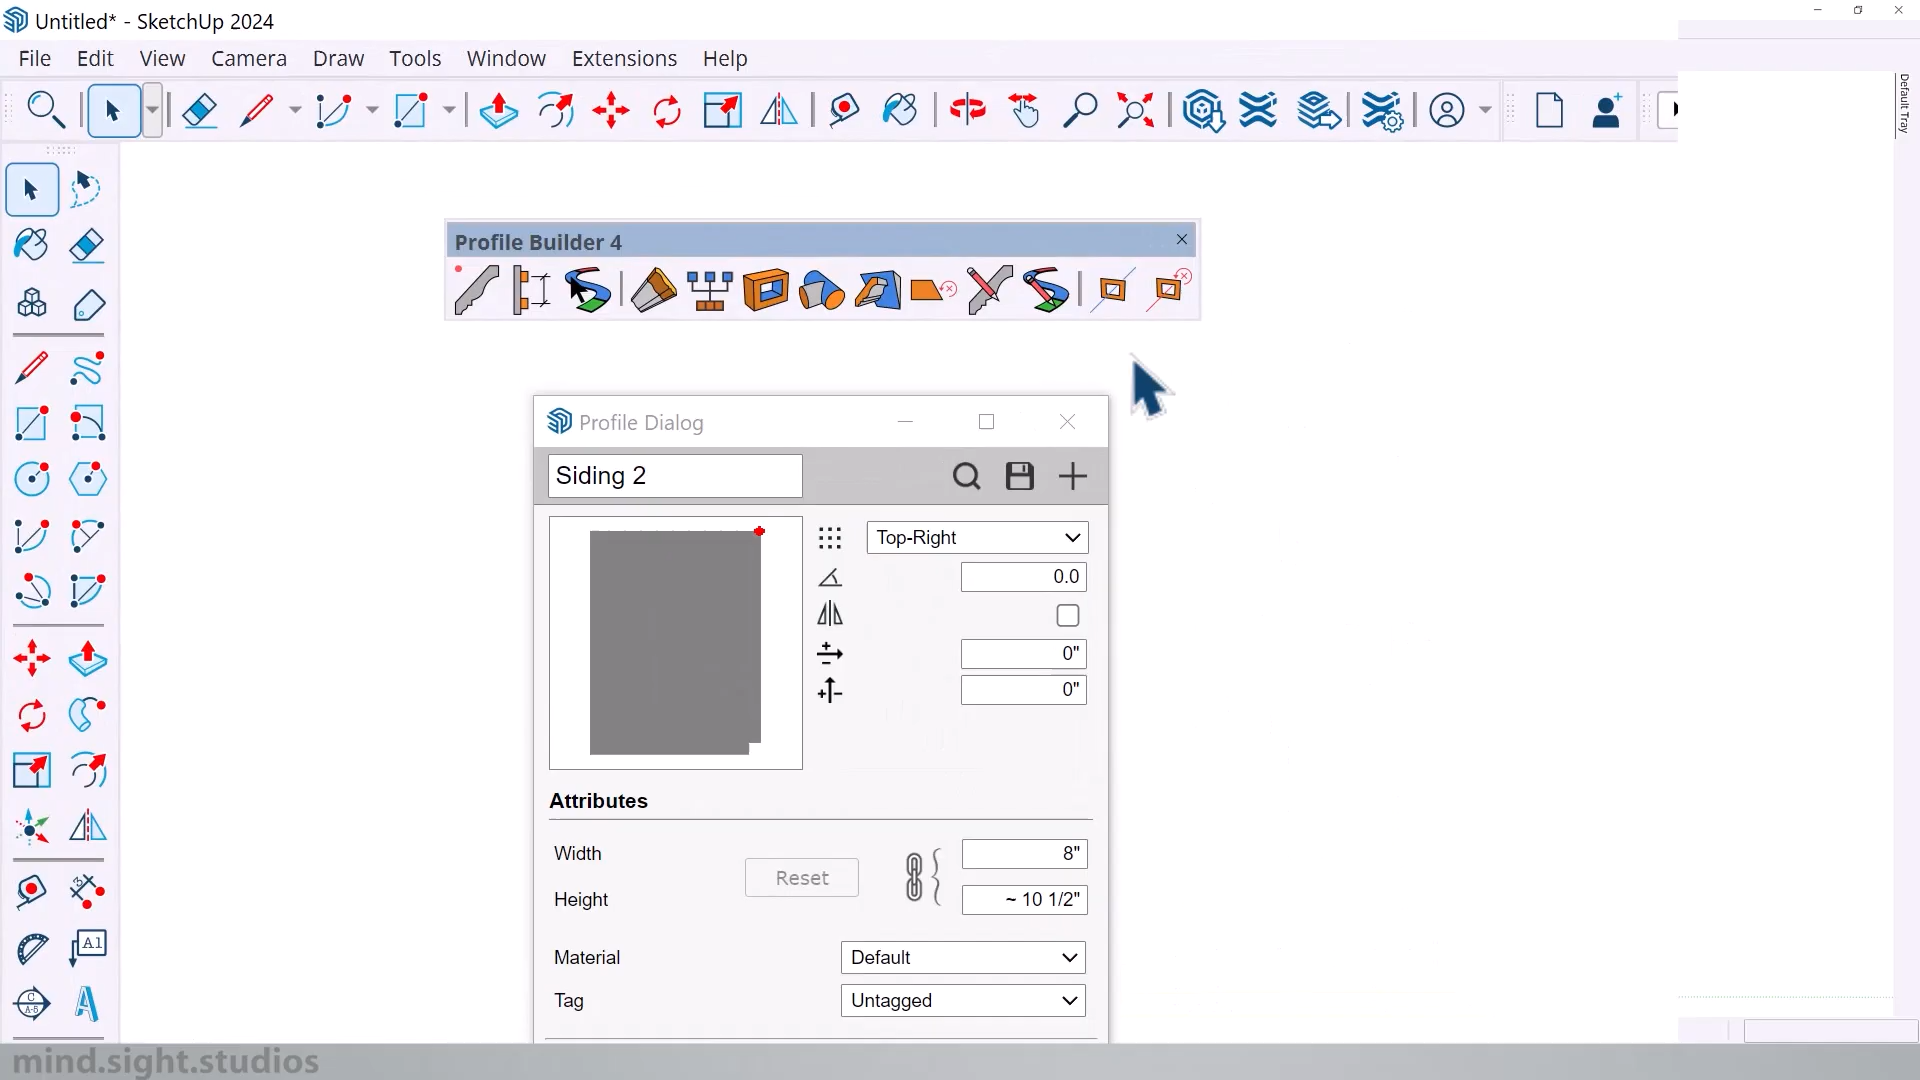 Untitled* - SketchUp 2024
File Edit View Camera Draw Tools Window Extensions Help
Default Tray
Profile Builder 4
Profile Dialog
Siding 2
Top-Right
0.0
0"
0"
Attributes
Width 8"
Reset
Height ~ 10 1/2"
Material Default
Tag Untagged
3
A1
C
A-B
mind.sight.studios